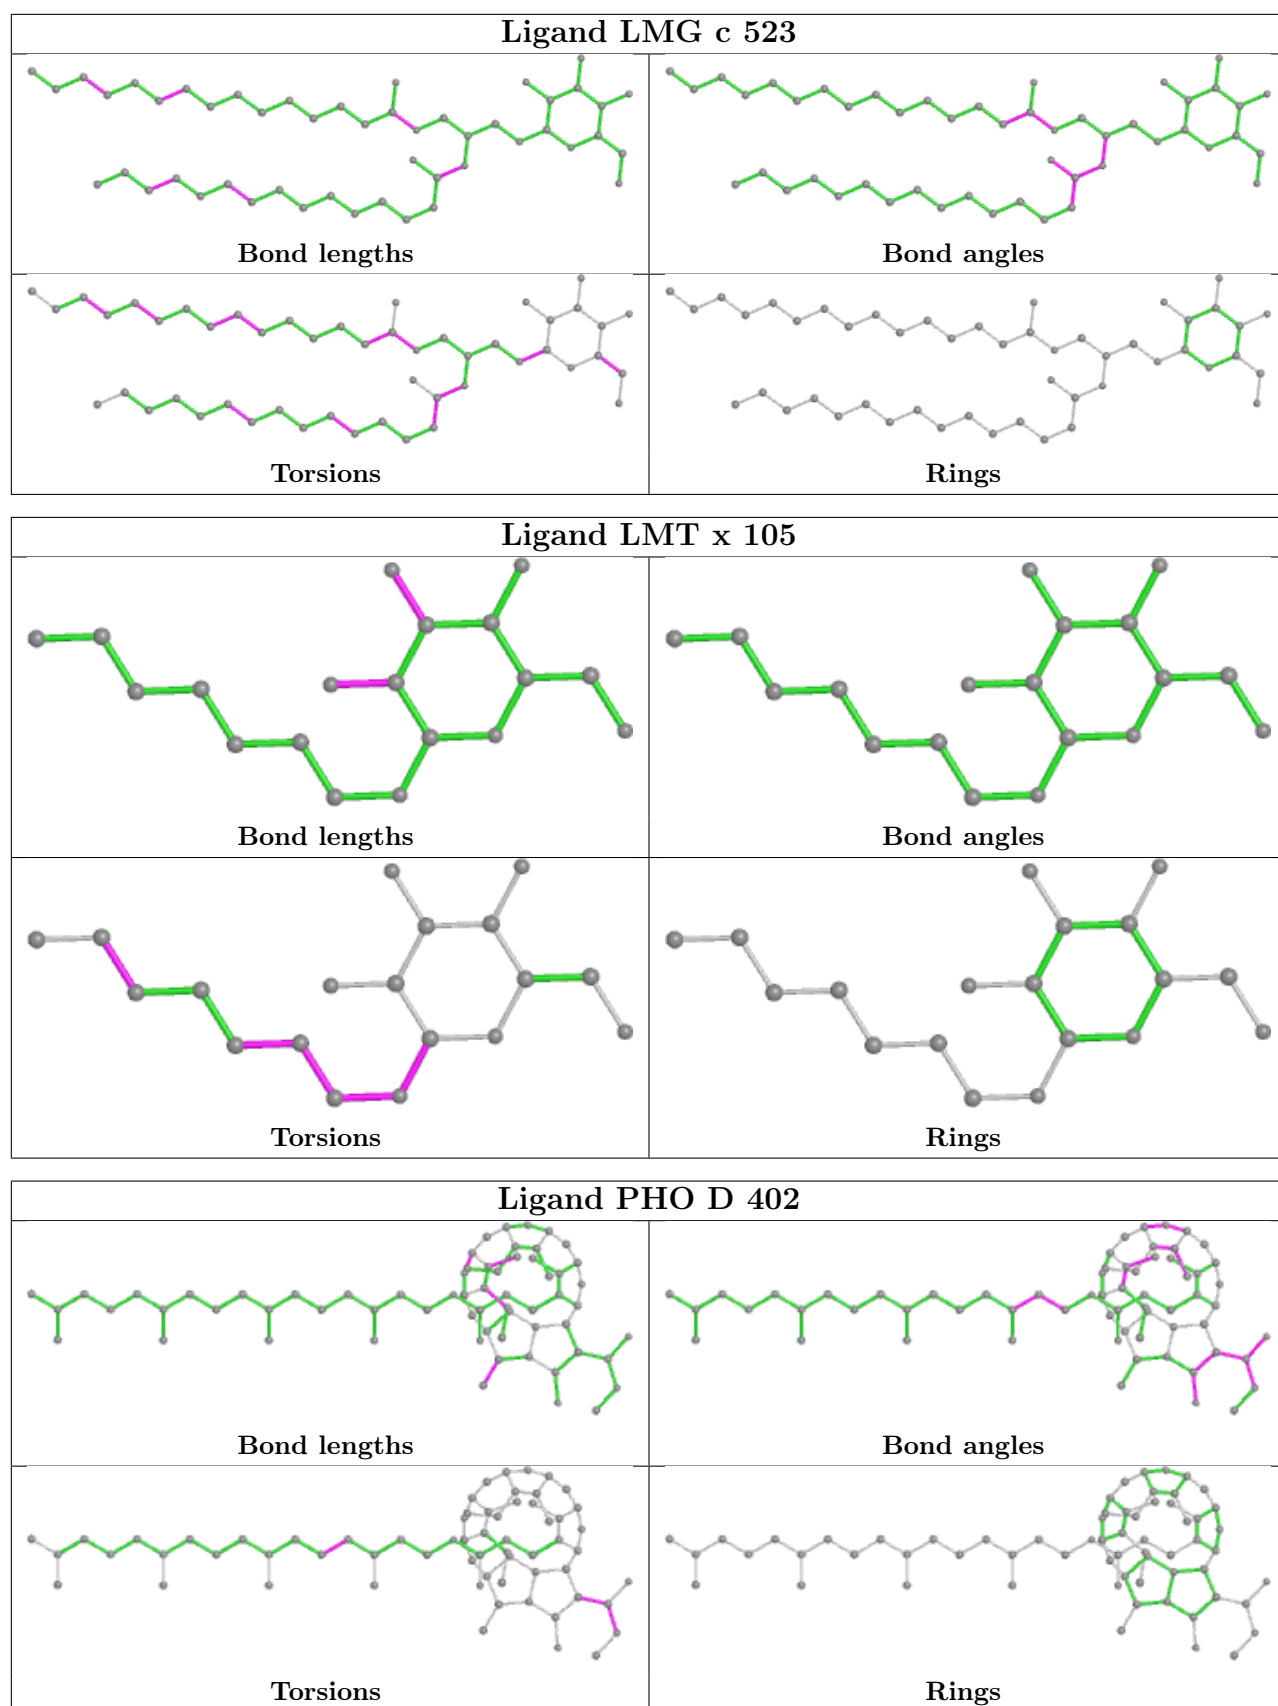 Ligand LMG c 523
Bond lengths
Bond angles
Torsions
Rings
Ligand LMT x 105
Bond lengths
Bond angles
Torsions
Rings
Ligand PHO D 402
Bond lengths
Bond angles
Torsions
Rings